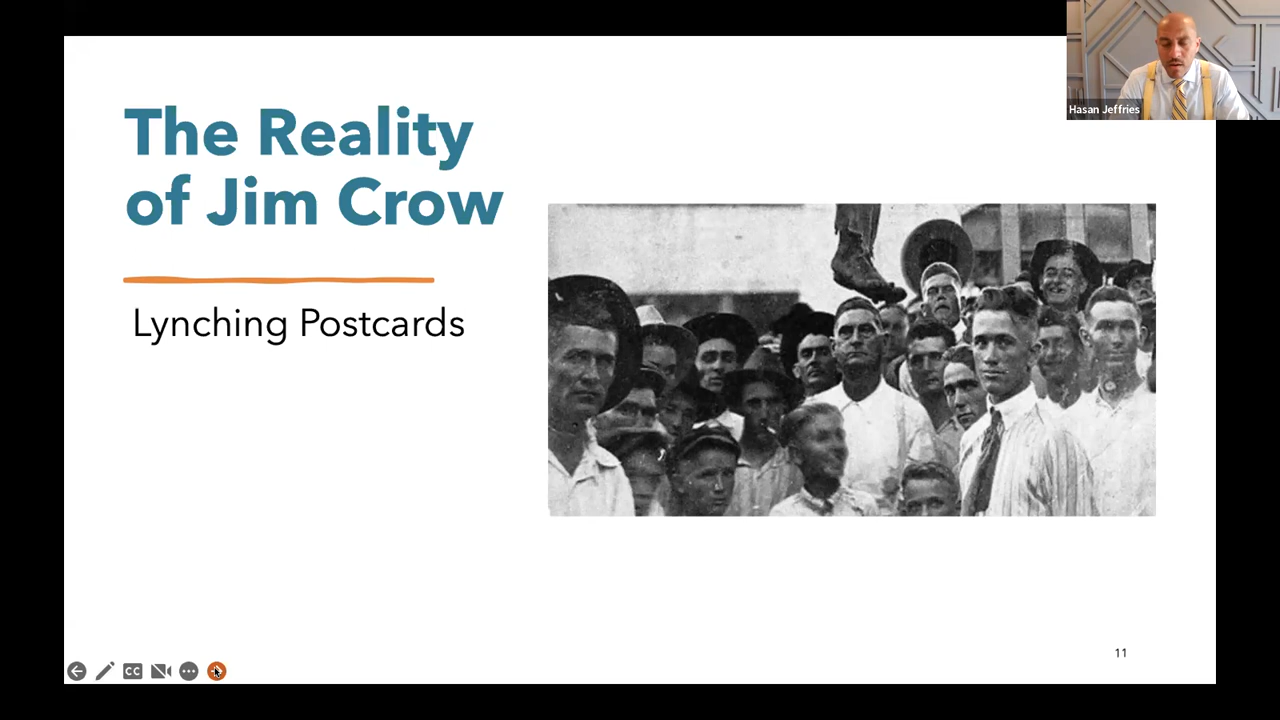 The Reality
of Jim Crow
Lynching Postcards
Hasan Jeffries
11
CC